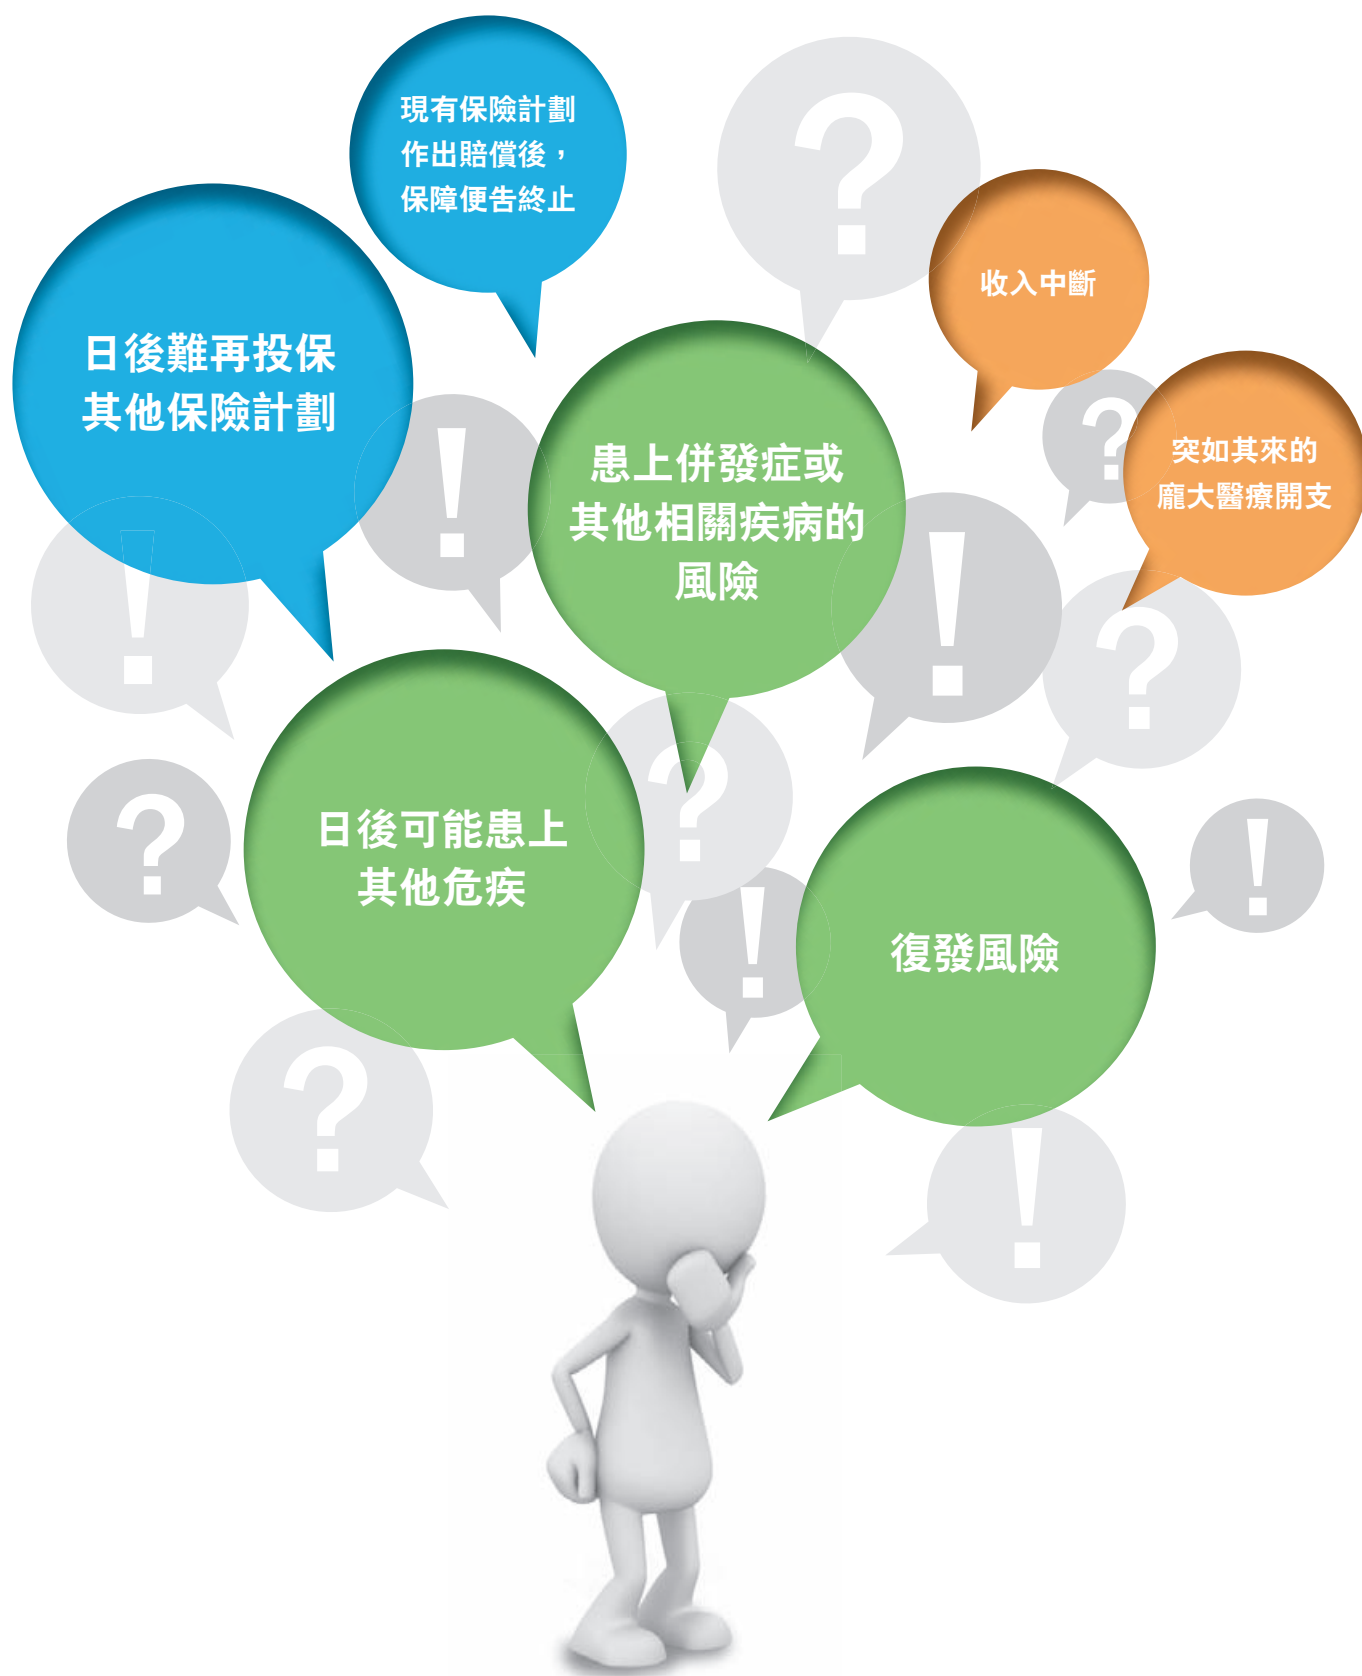 現有保險計劃
作出賠償後，
保障便告終止
?
收入中斷
日後難再投保
其他保險計劃
!
患上併發症或
其他相關疾病的
風險
?
突如其來的
龐大醫療開支
!
!
?
?
日後可能患上
其他危疾
?
!
!
復發風險
?
!